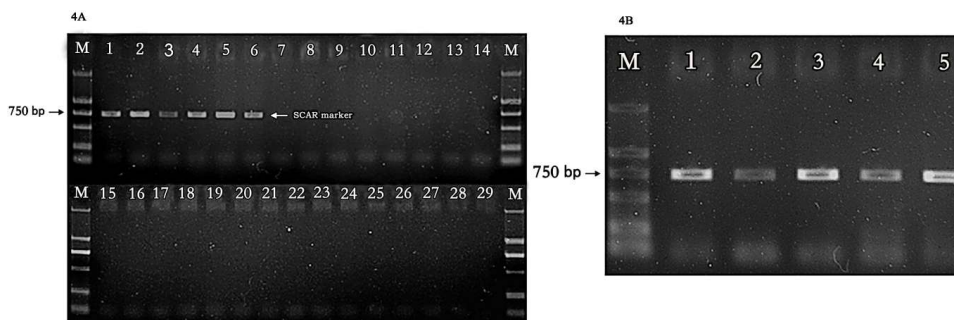 4A
M 1 2 3 4 5 6 7 8 9 10 11 12 13 14 M
750 bp
SCAR marker
M 15 16 17 18 19 20 21 22 23 24 25 26 27 28 29 M
4B
M 1 2 3 4 5
750 bp